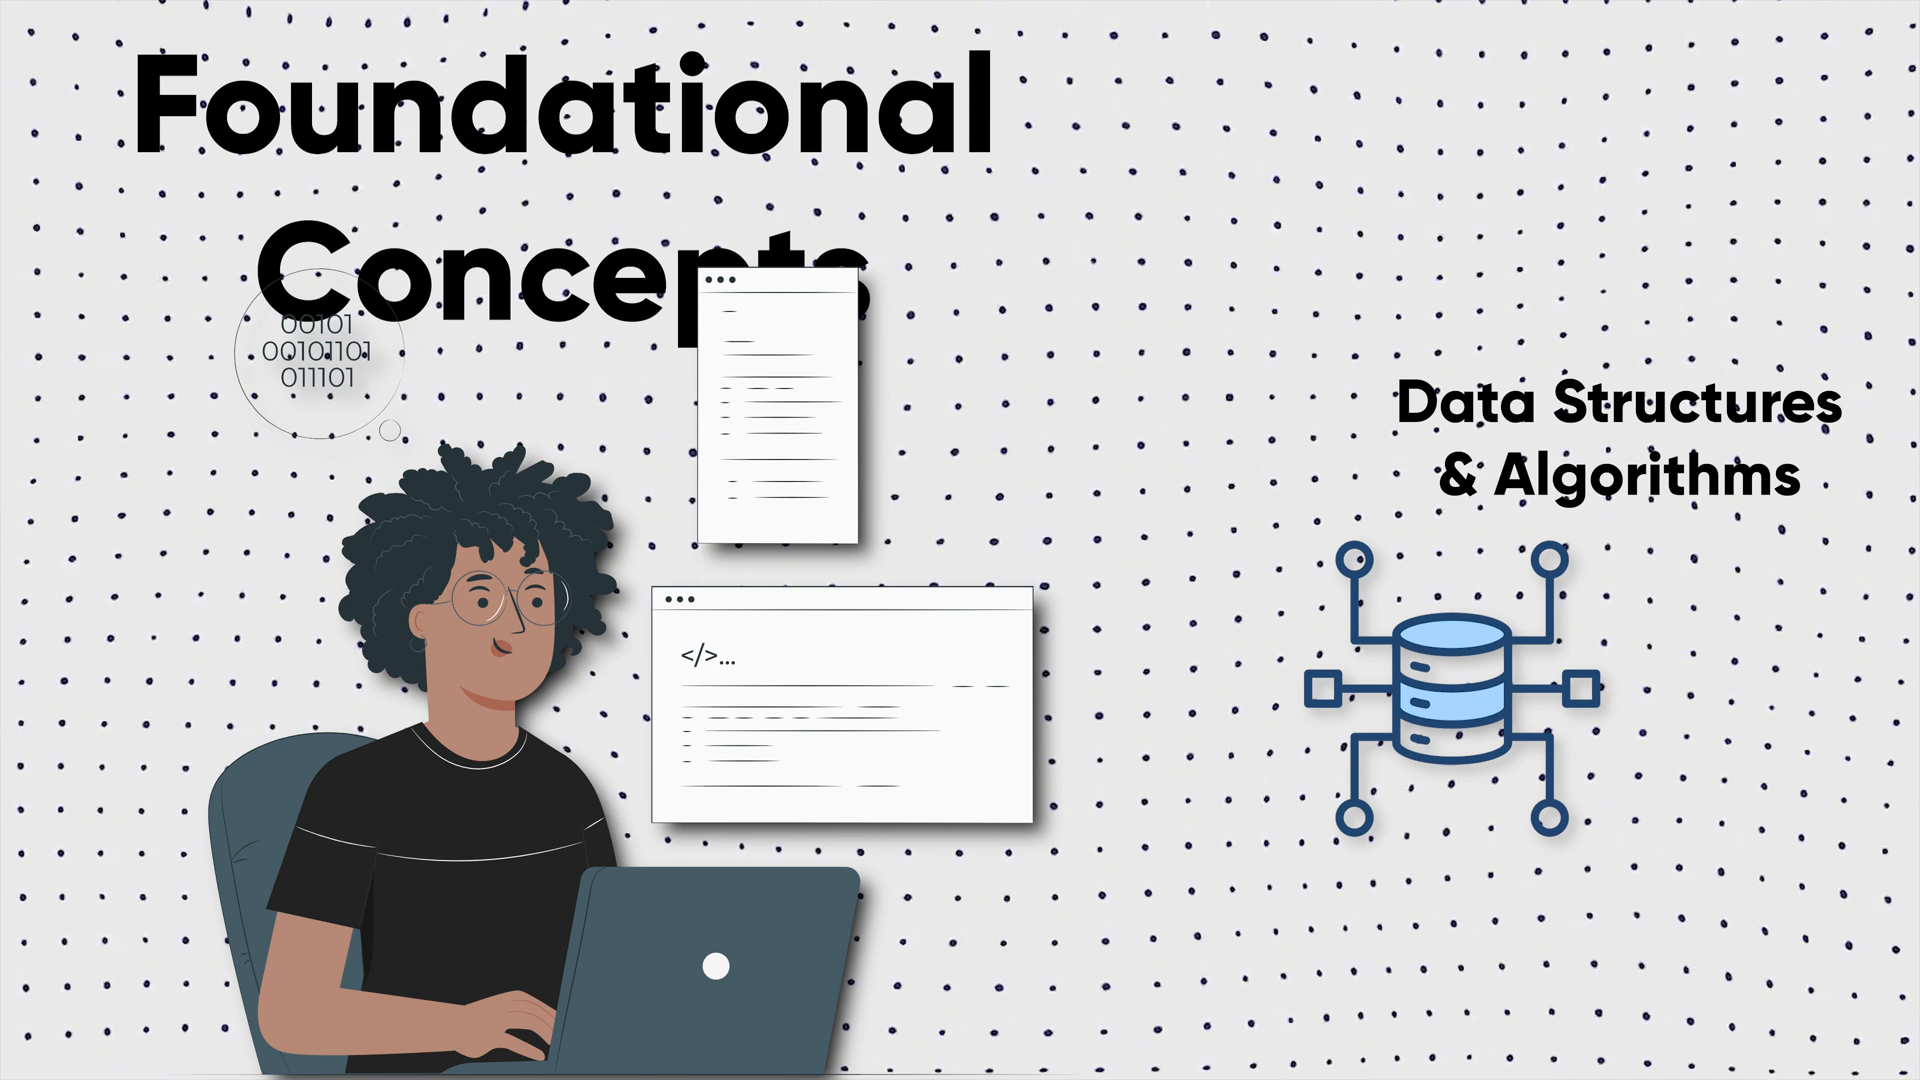 Foundational
Concepts
00101
00101101
011101
Data Structures
& Algorithms
</>...